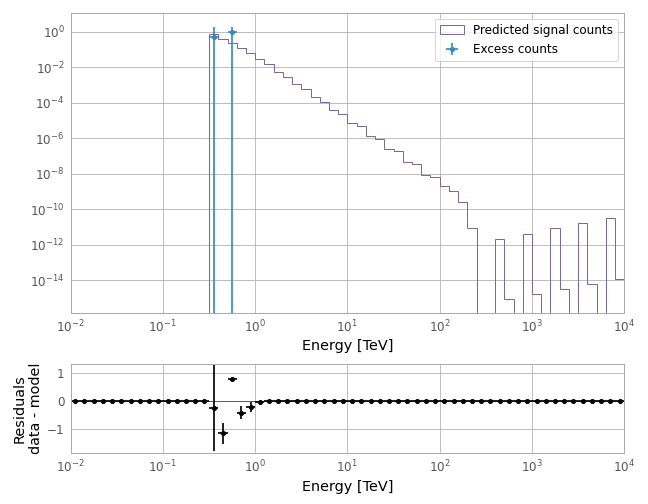 10⁰
10⁻²
10⁻⁴
10⁻⁶
10⁻⁸
10⁻¹⁰
10⁻¹²
10⁻¹⁴
Predicted signal counts
Excess counts
10⁻² 10⁻¹ 10⁰ 10¹ 10² 10³ 10⁴
Energy [TeV]
Residuals
data - model
1
0
−1
10⁻² 10⁻¹ 10⁰ 10¹ 10² 10³ 10⁴
Energy [TeV]